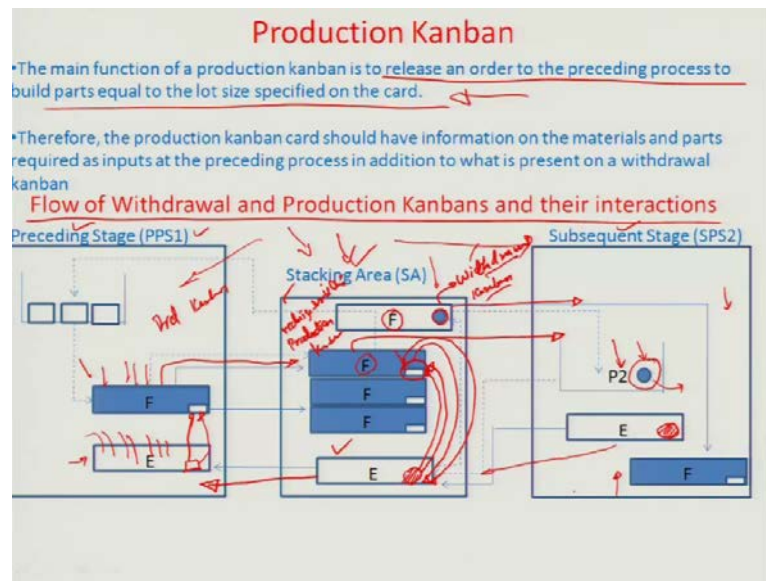 Production Kanban
•The main function of a production kanban is to release an order to the preceding process to
build parts equal to the lot size specified on the card.
•Therefore, the production kanban card should have information on the materials and parts
required as inputs at the preceding process in addition to what is present on a withdrawal
kanban
Flow of Withdrawal and Production Kanbans and their interactions
Preceding Stage (PPS1)
Subsequent Stage (SPS2)
Stacking Area (SA)
Withdrawal
Kanban
Prd Kanban
Production
Kanban
F
F
F
F
F
E
E
P2
E
F